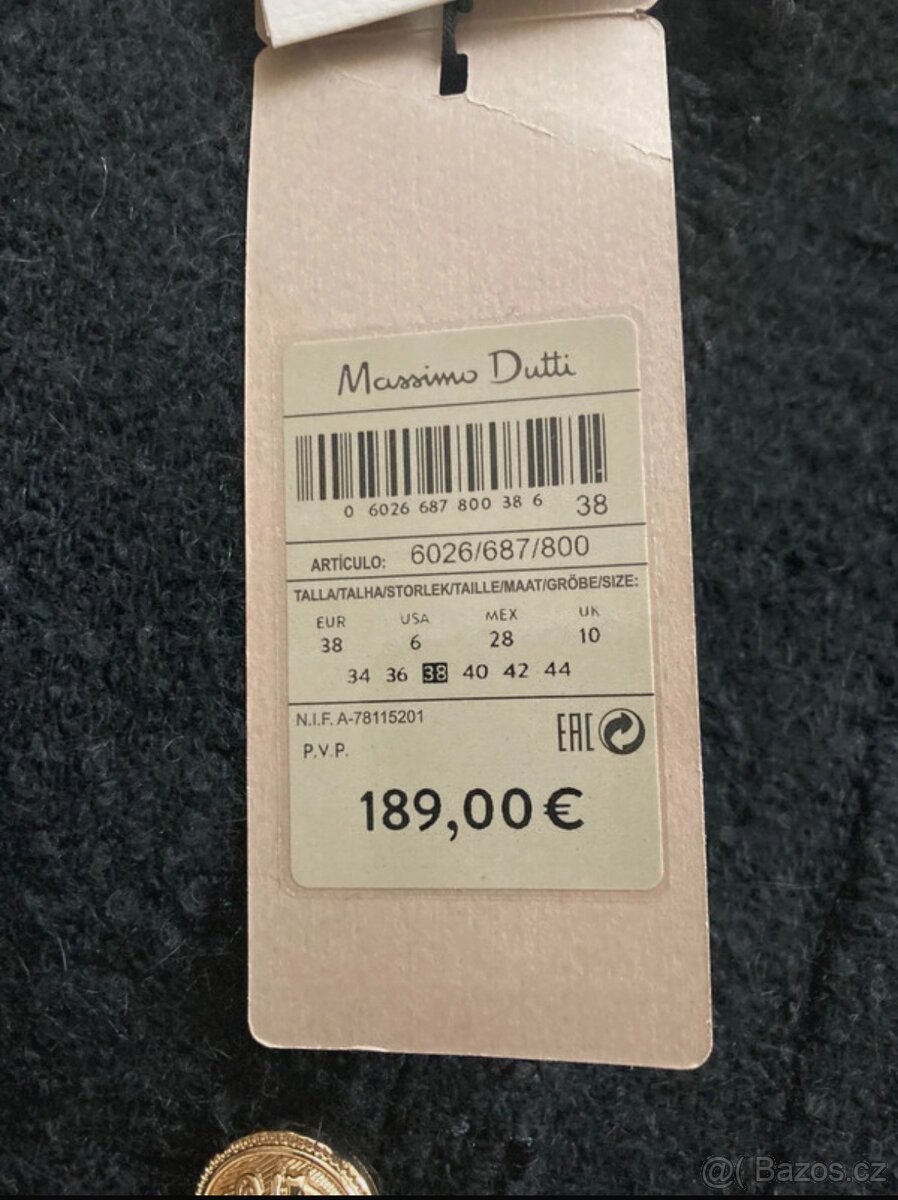 Massimo Dutti
0 6026 687 800 38 6 38
ARTÍCULO: 6026/687/800
TALLA/TALHA/STORLEK/TAILLE/MAAT/GRÖBE/SIZE:
EUR USA MEX UK
38 6 28 10
34 36 38 40 42 44
N.I.F. A-78115201
EAC
P.V.P.
189,00 €
@( Bazos.cz